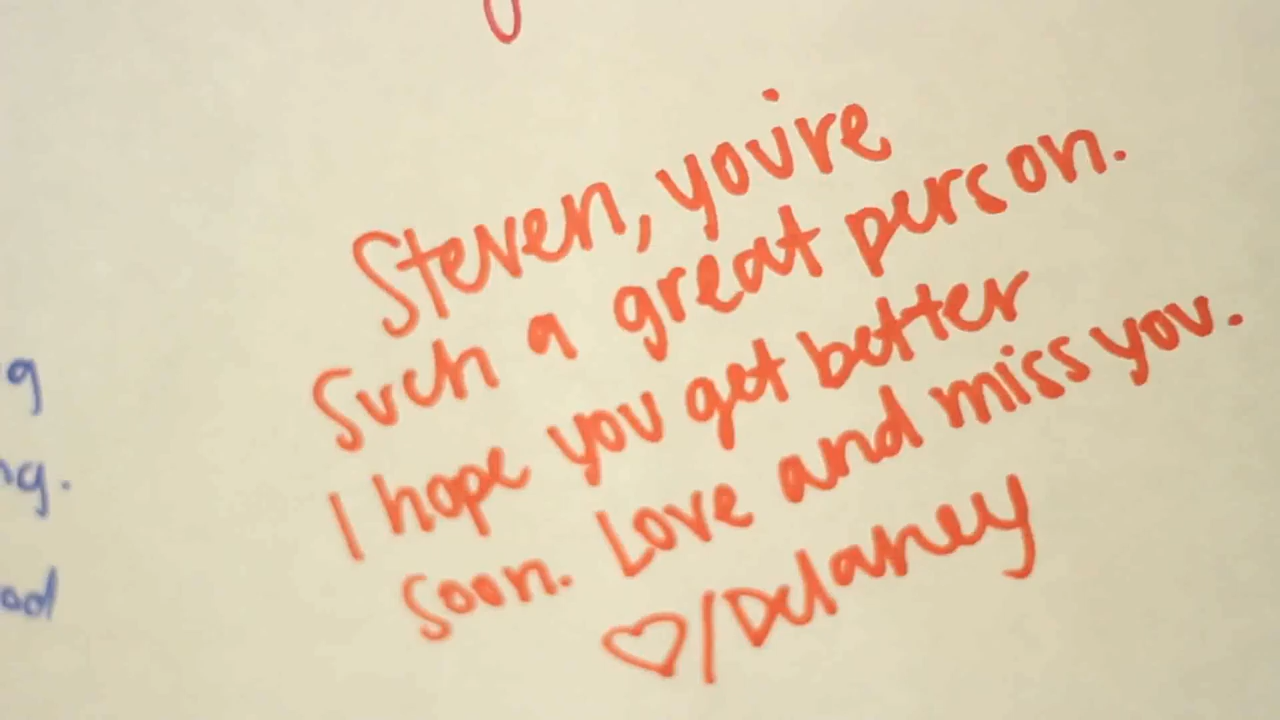 Steven, you're
Such a great person.
I hope you get better
soon. Love and miss you.
♡/Delaney